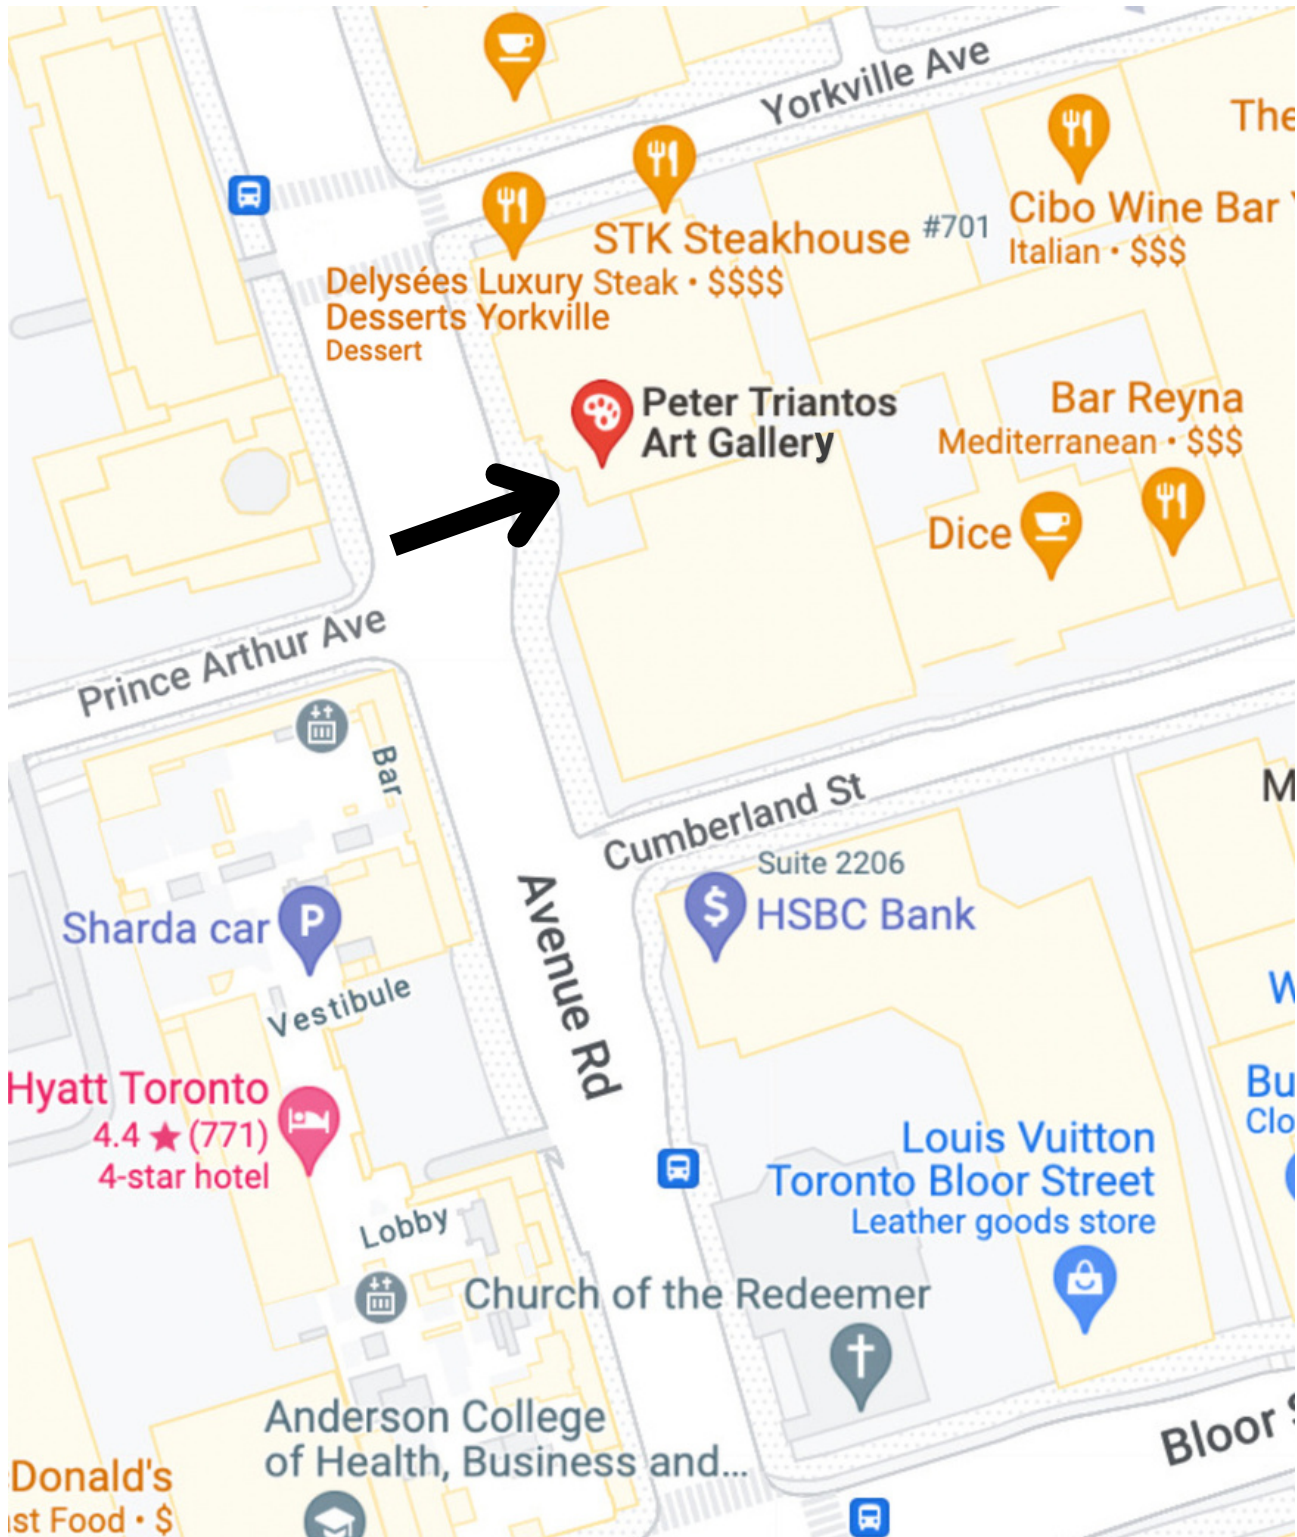 Yorkville Ave
The
STK Steakhouse
Steak • $$$$
#701
Cibo Wine Bar
Italian • $$$
Delysées Luxury
Desserts Yorkville
Dessert
Peter Triantos
Art Gallery
Bar Reyna
Mediterranean • $$$
Dice
Prince Arthur Ave
Bar
Cumberland St
M
Suite 2206
HSBC Bank
Sharda car
P
Vestibule
Avenue Rd
W
Hyatt Toronto
4.4 ★ (771)
4-star hotel
Bu
Clo
Louis Vuitton
Toronto Bloor Street
Leather goods store
Lobby
Church of the Redeemer
Anderson College
of Health, Business and...
Bloor
Donald's
st Food • $